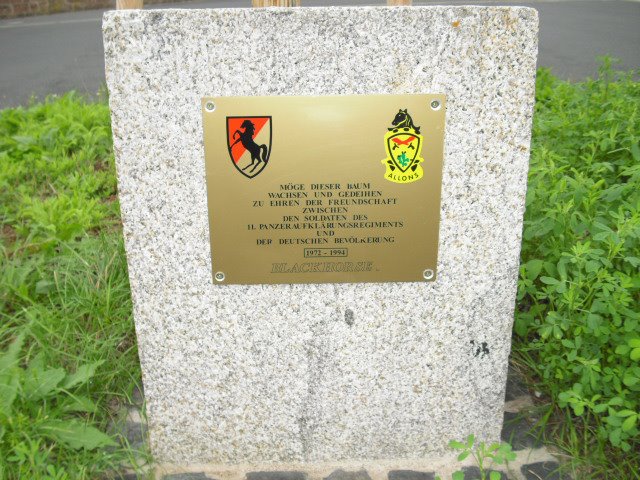 ALLONS
MÖGE DIESER BAUM
WACHSEN UND GEDEIHEN
ZU EHREN DER FREUNDSCHAFT
ZWISCHEN
DEN SOLDATEN DES
11. PANZERAUFKLÄRUNGSREGIMENTS
UND
DER DEUTSCHEN BEVÖLKERUNG
1972 - 1994
BLACKHORSE .